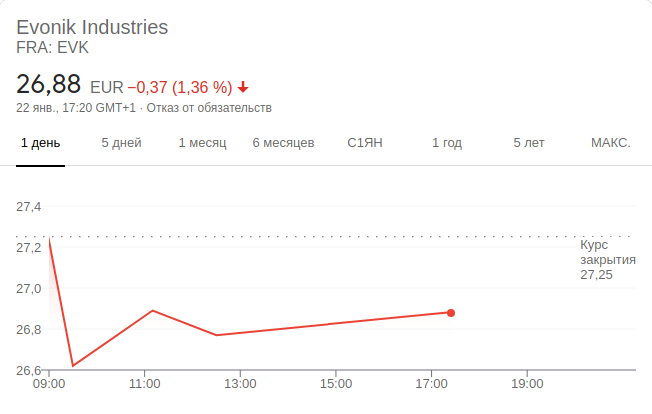 Evonik Industries
FRA: EVK
26,88 EUR −0,37 (1,36 %)
22 янв., 17:20 GMT+1 · Отказ от обязательств
1 день 5 дней 1 месяц 6 месяцев С1ЯН 1 год 5 лет МАКС.
27,4
27,2
27,0
26,8
26,6
Курс
закрытия
27,25
09:00 11:00 13:00 15:00 17:00 19:00